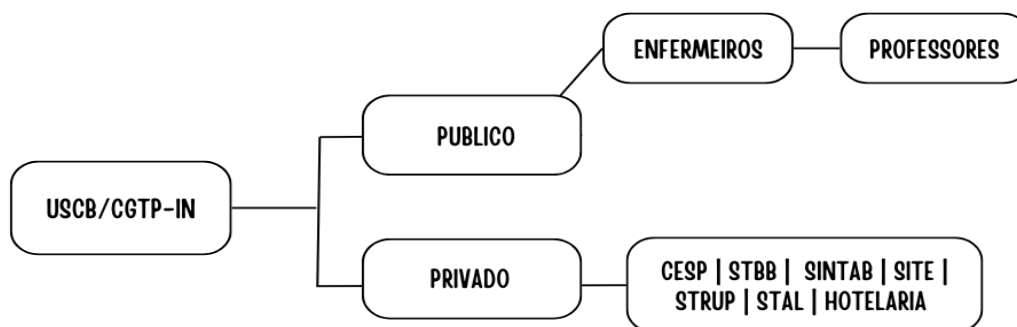 ENFERMEIROS
PROFESSORES
PUBLICO
USCB/CGTP-IN
PRIVADO
CESP | STBB | SINTAB | SITE |
STRUP | STAL | HOTELARIA